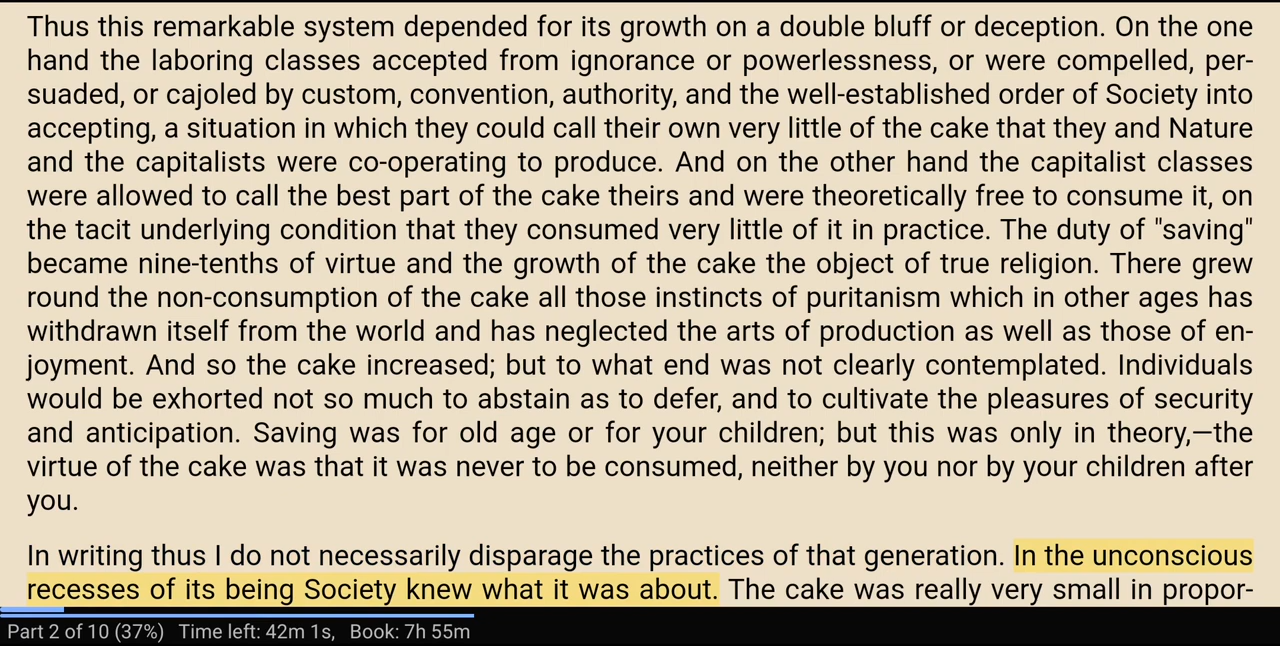 Thus this remarkable system depended for its growth on a double bluff or deception. On the one
hand the laboring classes accepted from ignorance or powerlessness, or were compelled, per-
suaded, or cajoled by custom, convention, authority, and the well-established order of Society into
accepting, a situation in which they could call their own very little of the cake that they and Nature
and the capitalists were co-operating to produce. And on the other hand the capitalist classes
were allowed to call the best part of the cake theirs and were theoretically free to consume it, on
the tacit underlying condition that they consumed very little of it in practice. The duty of "saving"
became nine-tenths of virtue and the growth of the cake the object of true religion. There grew
round the non-consumption of the cake all those instincts of puritanism which in other ages has
withdrawn itself from the world and has neglected the arts of production as well as those of en-
joyment. And so the cake increased; but to what end was not clearly contemplated. Individuals
would be exhorted not so much to abstain as to defer, and to cultivate the pleasures of security
and anticipation. Saving was for old age or for your children; but this was only in theory,—the
virtue of the cake was that it was never to be consumed, neither by you nor by your children after
you.
In writing thus I do not necessarily disparage the practices of that generation. In the unconscious
recesses of its being Society knew what it was about. The cake was really very small in propor-
Part 2 of 10 (37%) Time left: 42m 1s, Book: 7h 55m